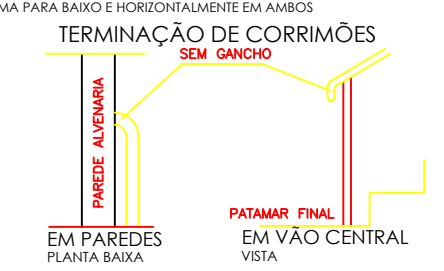 MA PARA BAIXO E HORIZONTALMENTE EM AMBOS
TERMINAÇÃO DE CORRIMÕES
SEM GANCHO
PAREDE ALVENARIA
PATAMAR FINAL
EM PAREDES
PLANTA BAIXA
EM VÃO CENTRAL
VISTA